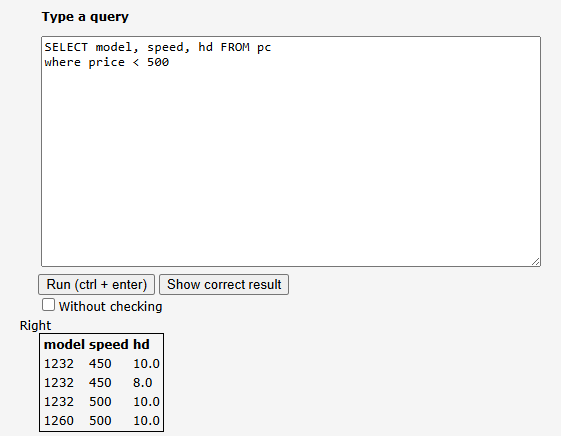 Type a query
SELECT model, speed, hd FROM pc
where price < 500
Run (ctrl + enter) Show correct result
Without checking
Right
model speed hd
1232 450 10.0
1232 450 8.0
1232 500 10.0
1260 500 10.0